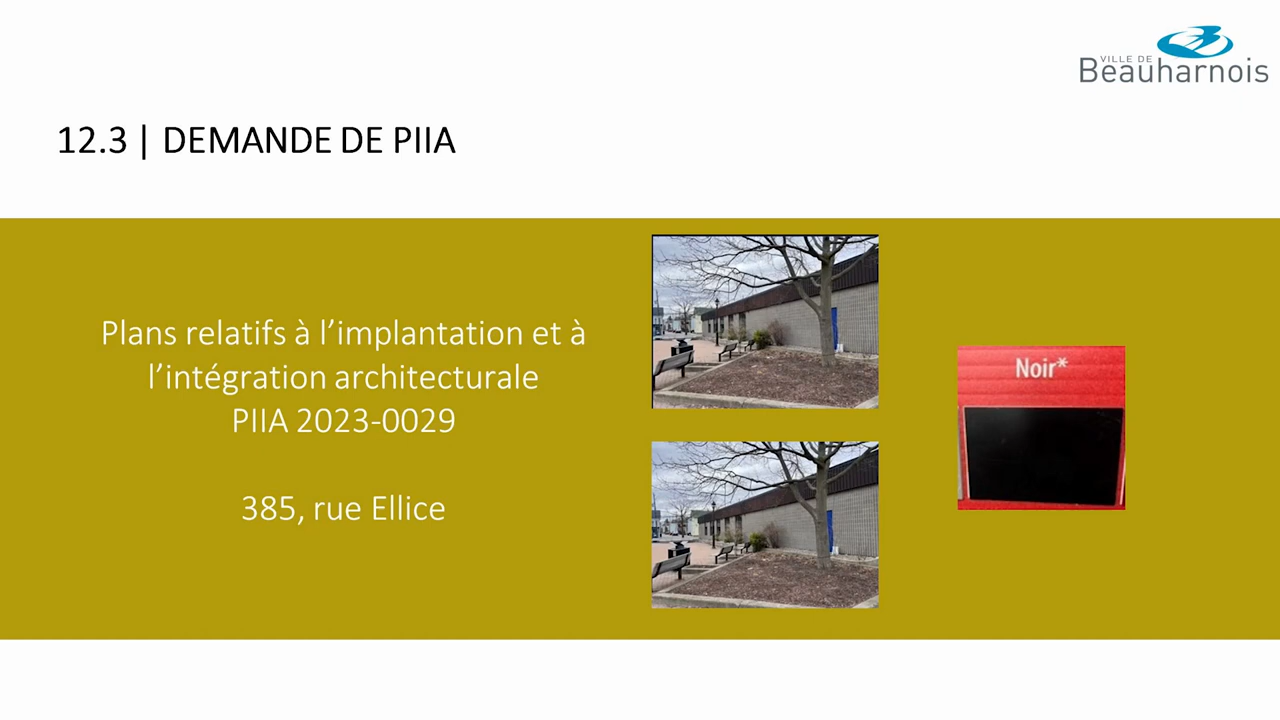 VILLE DE
Beauharnois
12.3 | DEMANDE DE PIIA
Plans relatifs à l’implantation et à
l’intégration architecturale
PIIA 2023-0029
385, rue Ellice
Noir*